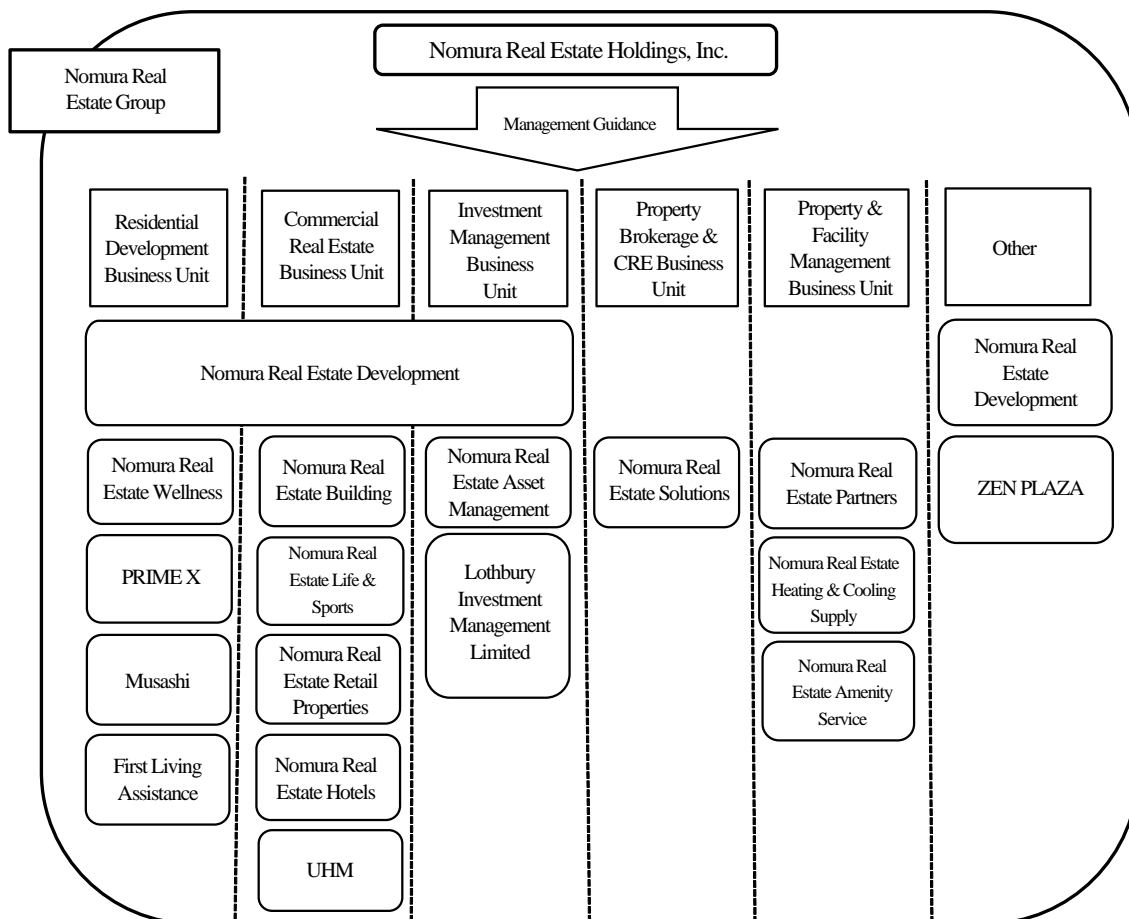 Nomura Real Estate Holdings, Inc.
Nomura Real
Estate Group
Management Guidance
Residential
Development
Business Unit
Commercial
Real Estate
Business Unit
Investment
Management
Business
Unit
Property
Brokerage &
CRE Business
Unit
Property &
Facility
Management
Business Unit
Other
Nomura Real Estate Development
Nomura Real
Estate
Development
Nomura Real
Estate Wellness
Nomura Real
Estate Building
Nomura Real
Estate Asset
Management
Nomura Real
Estate Solutions
Nomura Real
Estate Partners
ZEN PLAZA
PRIME X
Nomura Real
Estate Life &
Sports
Lothbury
Investment
Management
Limited
Nomura Real Estate
Heating & Cooling
Supply
Musashi
Nomura Real
Estate Retail
Properties
Nomura Real
Estate Amenity
Service
First Living
Assistance
Nomura Real
Estate Hotels
UHM